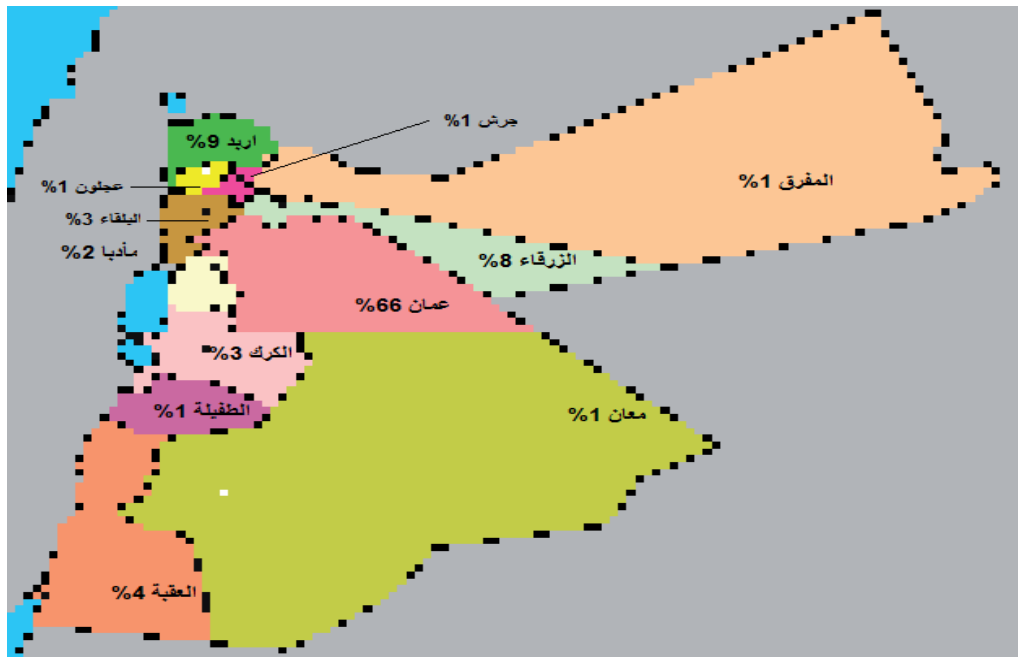 جرش 1%
اربد 9%
عجلون 1%
المفرق 1%
البلقاء 3%
مأدبا 2%
الزرقاء 8%
عمان 66%
الكرك 3%
الطفيلة 1%
معان 1%
العقبة 4%